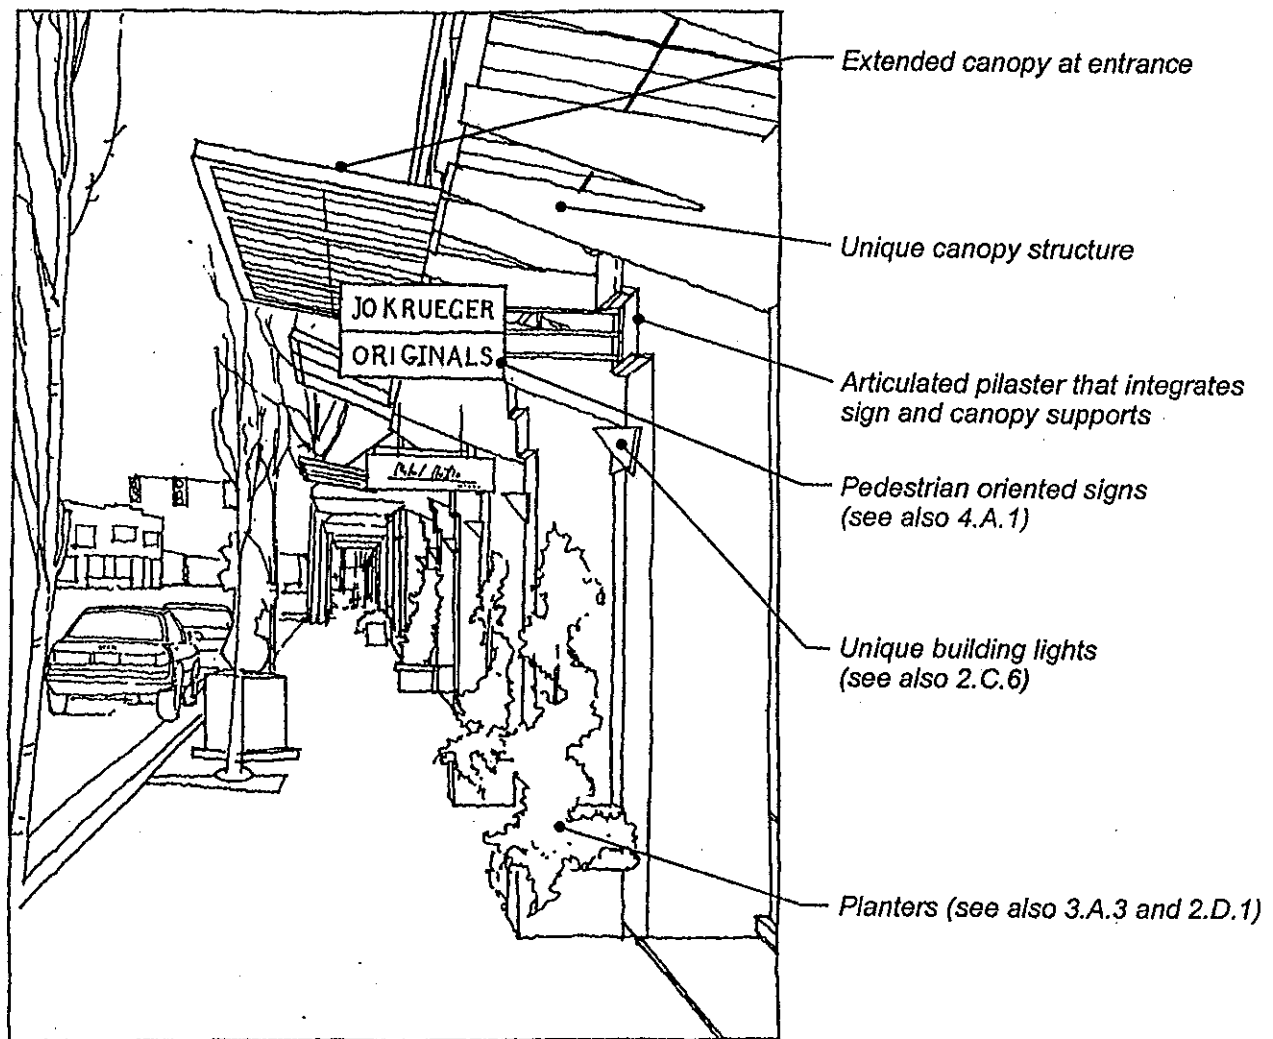 Extended canopy at entrance
Unique canopy structure
JO KRUEGER
ORIGINALS
Articulated pilaster that integrates
sign and canopy supports
Pedestrian oriented signs
(see also 4.A.1)
Unique building lights
(see also 2.C.6)
Planters (see also 3.A.3 and 2.D.1)